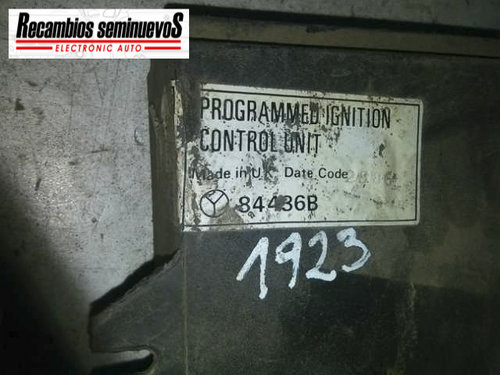 Recambios seminuevoS
ELECTRONIC AUTO
PROGRAMMED IGNITION
CONTROL UNIT
Made in U.K. Date Code
84436B
1923